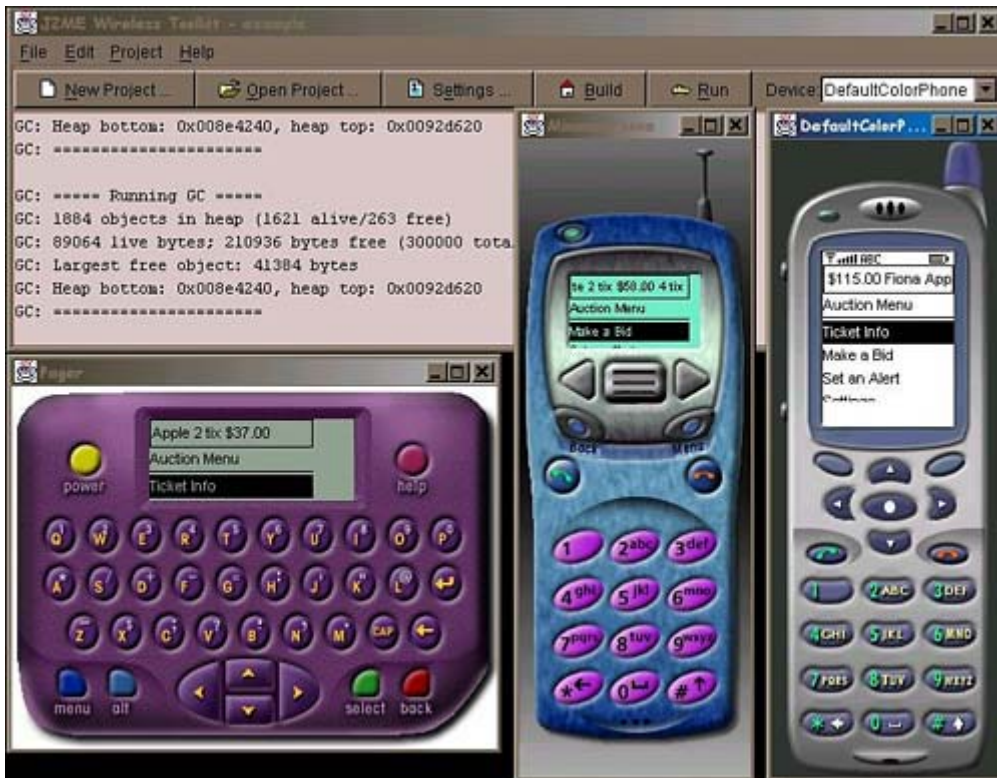 J2ME Wireless Toolkit - example
File Edit Project Help
New Project ... Open Project ... Settings ... Build Run Device: DefaultColorPhone
GC: Heap bottom: 0x008e4240, heap top: 0x0092d620
GC: ========================
GC: ===== Running GC =====
GC: 1884 objects in heap (1621 alive/263 free)
GC: 89064 live bytes; 210936 bytes free (300000 tota
GC: Largest free object: 41384 bytes
GC: Heap bottom: 0x008e4240, heap top: 0x0092d620
GC: ========================
Pager
Apple 2 tix $37.00
Auction Menu
Ticket Info
power
help
Q W E R T Y U I O P
A S D F G H J K L
Z X C V B N M CAP
menu alt select back
te 2 tix $58.00 4 tix
Auction Menu
Make a Bid
Back Menu
1 2abc 3def
4ghi 5jkl 6mno
7pqrs 8tuv 9wxyz
* 0 #
DefaultColorP...
ABC
$115.00 Fiona App
Auction Menu
Ticket Info
Make a Bid
Set an Alert
Settings
1 2ABC 3DEF
4GHI 5JKL 6MNO
7PQRS 8TUV 9WXYZ
* 0 #